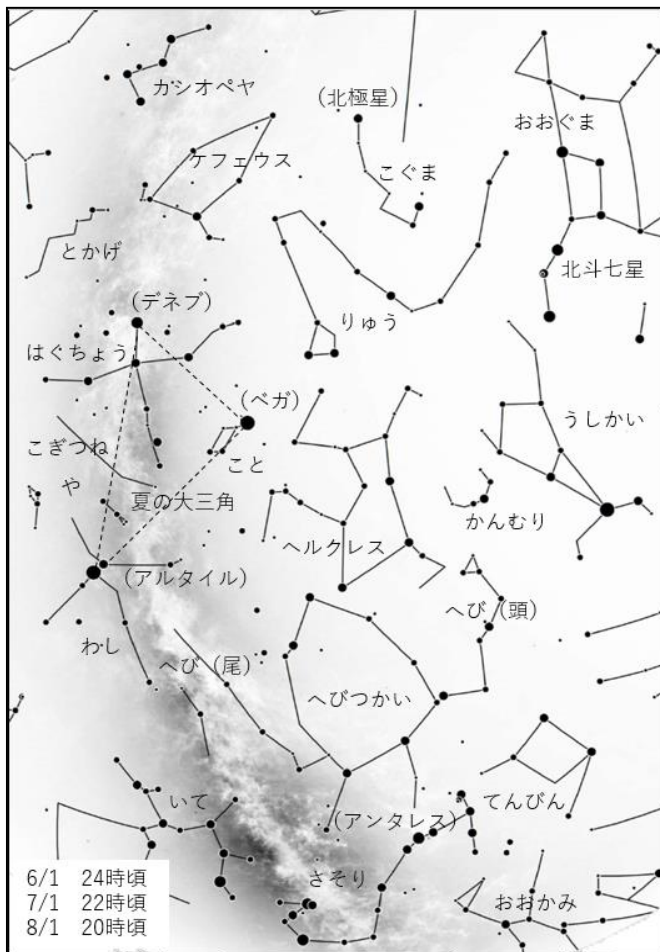 カシオペヤ
(北極星)
おおぐま
ケフェウス
こぐま
とかげ
北斗七星
(デネブ)
りゅう
はくちょう
(ベガ)
うしかい
こぎつね
こと
や
夏の大三角
かんむり
ヘルクレス
(アルタイル)
へび(頭)
わし
へび(尾)
へびつかい
いて
(アンタレス)
てんびん
さそり
おおかみ
6/1 24時頃
7/1 22時頃
8/1 20時頃